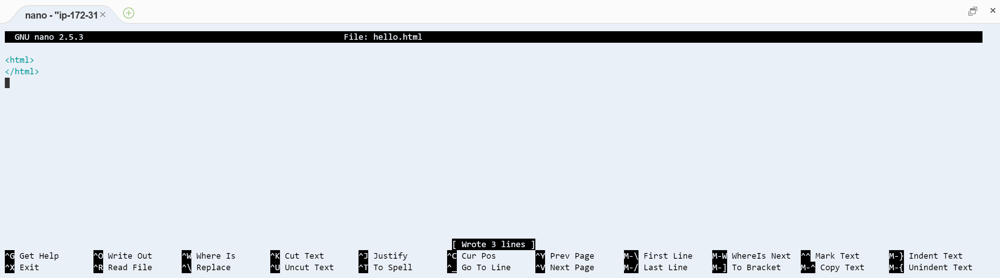 nano - "ip-172-31
GNU nano 2.5.3 File: hello.html
<html>
</html>
[ Wrote 3 lines ]
^G Get Help ^O Write Out ^W Where Is ^K Cut Text ^J Justify ^C Cur Pos ^Y Prev Page M-\ First Line M-W WhereIs Next ^^ Mark Text M-} Indent Text
^X Exit ^R Read File ^\ Replace ^U Uncut Text ^T To Spell ^_ Go To Line ^V Next Page M-/ Last Line M-] To Bracket M-^ Copy Text M-{ Unindent Text